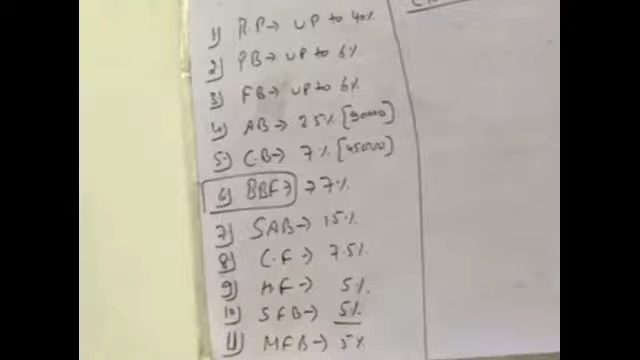 1) RP→ UP to 40%
2) PB→ UP to 6%
3) FB→ UP to 6%
4) AB→ 25% [90000]
5) CB→ 7% [45000]
6) BBF→ 7%
7) SAB→ 15%
8) C.F→ 7.5%
9) HF→ 5%
10) SFB→ 5%
11) MFB→ 5%